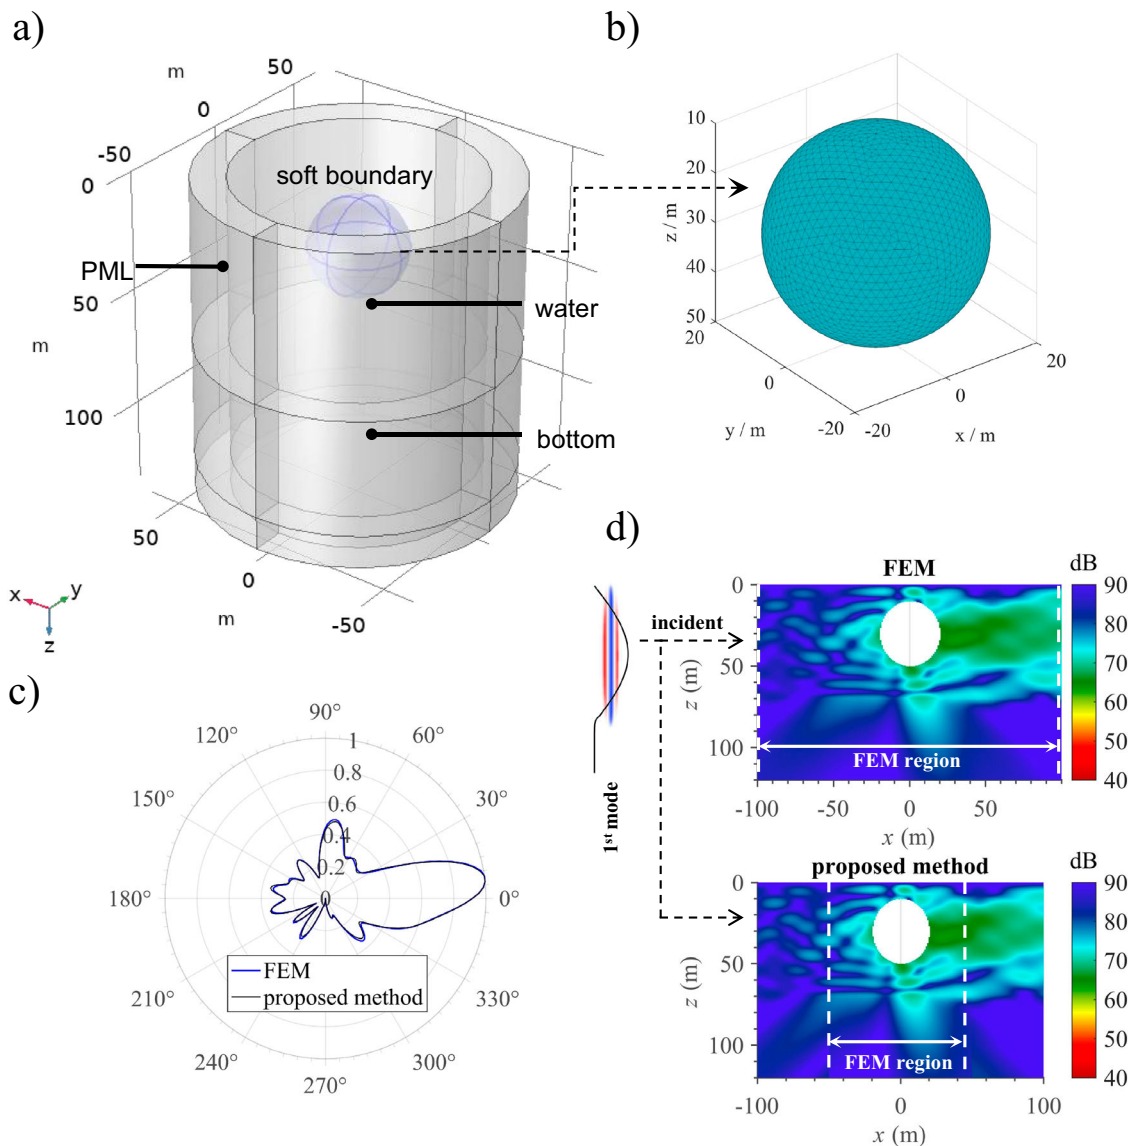 a)
m
50
0
-50
0
soft boundary
PML
50
water
m
100
bottom
50
0
m
-50
x
y
z
b)
10
20
z / m
30
40
50
20
0
-20
y / m
-20
0
20
x / m
c)
90°
120°
60°
1
0.8
150°
0.6
30°
0.4
0.2
180°
0
0°
FEM
proposed method
210°
330°
240°
300°
270°
d)
1st mode
incident
FEM
dB
0
50
100
z (m)
FEM region
-100
-50
0
50
x (m)
90
80
70
60
50
40
proposed method
dB
0
50
100
z (m)
FEM region
-100
0
100
x (m)
90
80
70
60
50
40